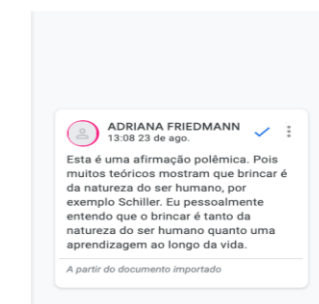 ADRIANA FRIEDMANN
13:08 23 de ago.
Esta é uma afirmação polêmica. Pois
muitos teóricos mostram que brincar é
da natureza do ser humano, por
exemplo Schiller. Eu pessoalmente
entendo que o brincar é tanto da
natureza do ser humano quanto uma
aprendizagem ao longo da vida.
A partir do documento importado